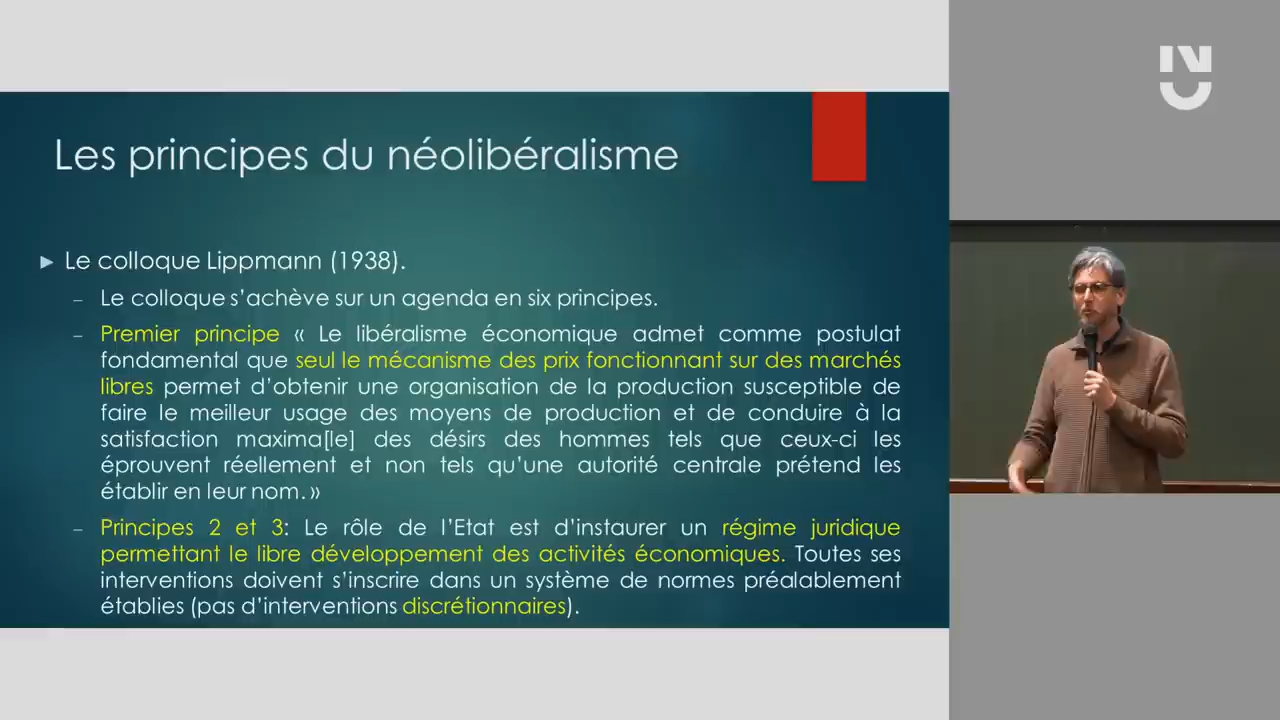 Les principes du néolibéralisme
► Le colloque Lippmann (1938).
– Le colloque s’achève sur un agenda en six principes.
– Premier principe « Le libéralisme économique admet comme postulat
fondamental que seul le mécanisme des prix fonctionnant sur des marchés
libres permet d’obtenir une organisation de la production susceptible de
faire le meilleur usage des moyens de production et de conduire à la
satisfaction maxima[le] des désirs des hommes tels que ceux-ci les
éprouvent réellement et non tels qu’une autorité centrale prétend les
établir en leur nom. »
– Principes 2 et 3: Le rôle de l’Etat est d’instaurer un régime juridique
permettant le libre développement des activités économiques. Toutes ses
interventions doivent s’inscrire dans un système de normes préalablement
établies (pas d’interventions discrétionnaires).